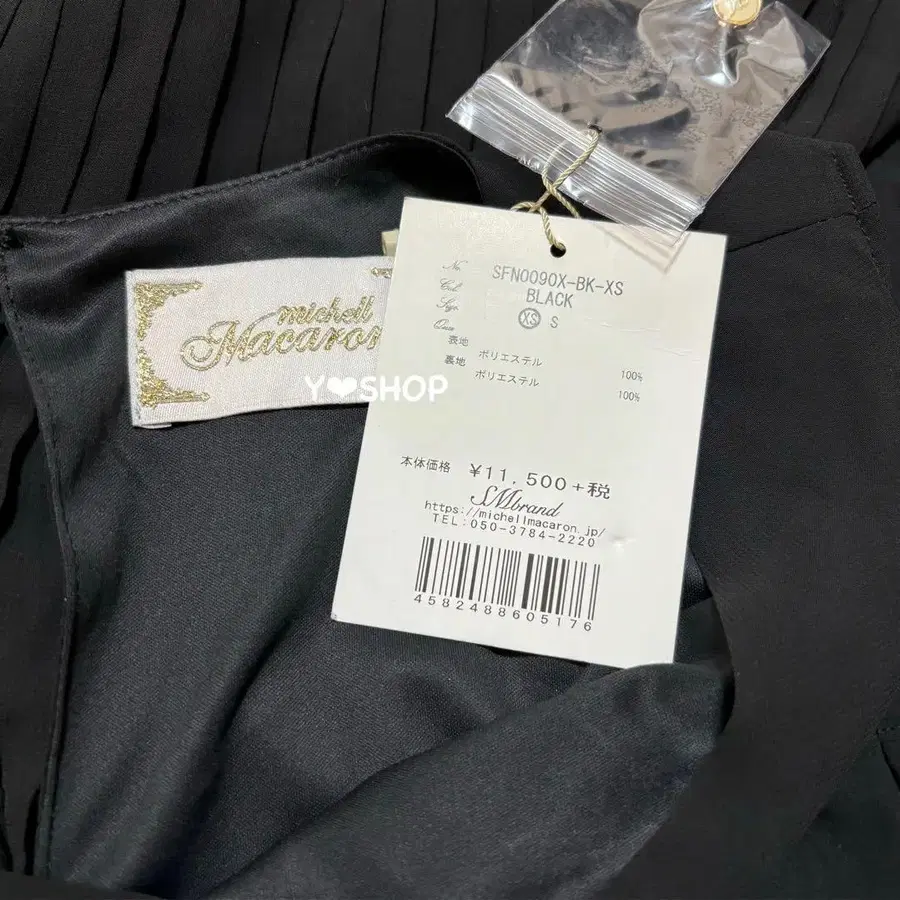 michell
Macaron
Y❤SHOP
No. SFN0090X-BK-XS
Col. BLACK
XS S
表地 ポリエステル 100%
裏地 ポリエステル 100%
本体価格 ¥11,500+税
SMbrand
https://michellmacaron.jp/
TEL:050-3784-2220
4582488605176